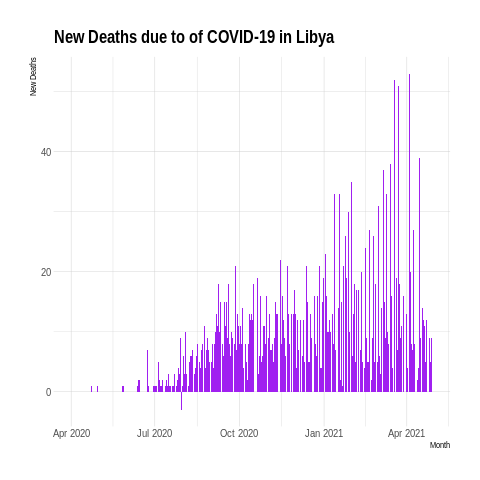 New Deaths due to of COVID-19 in Libya
New Deaths
40
20
0
Apr 2020 Jul 2020 Oct 2020 Jan 2021 Apr 2021
Month